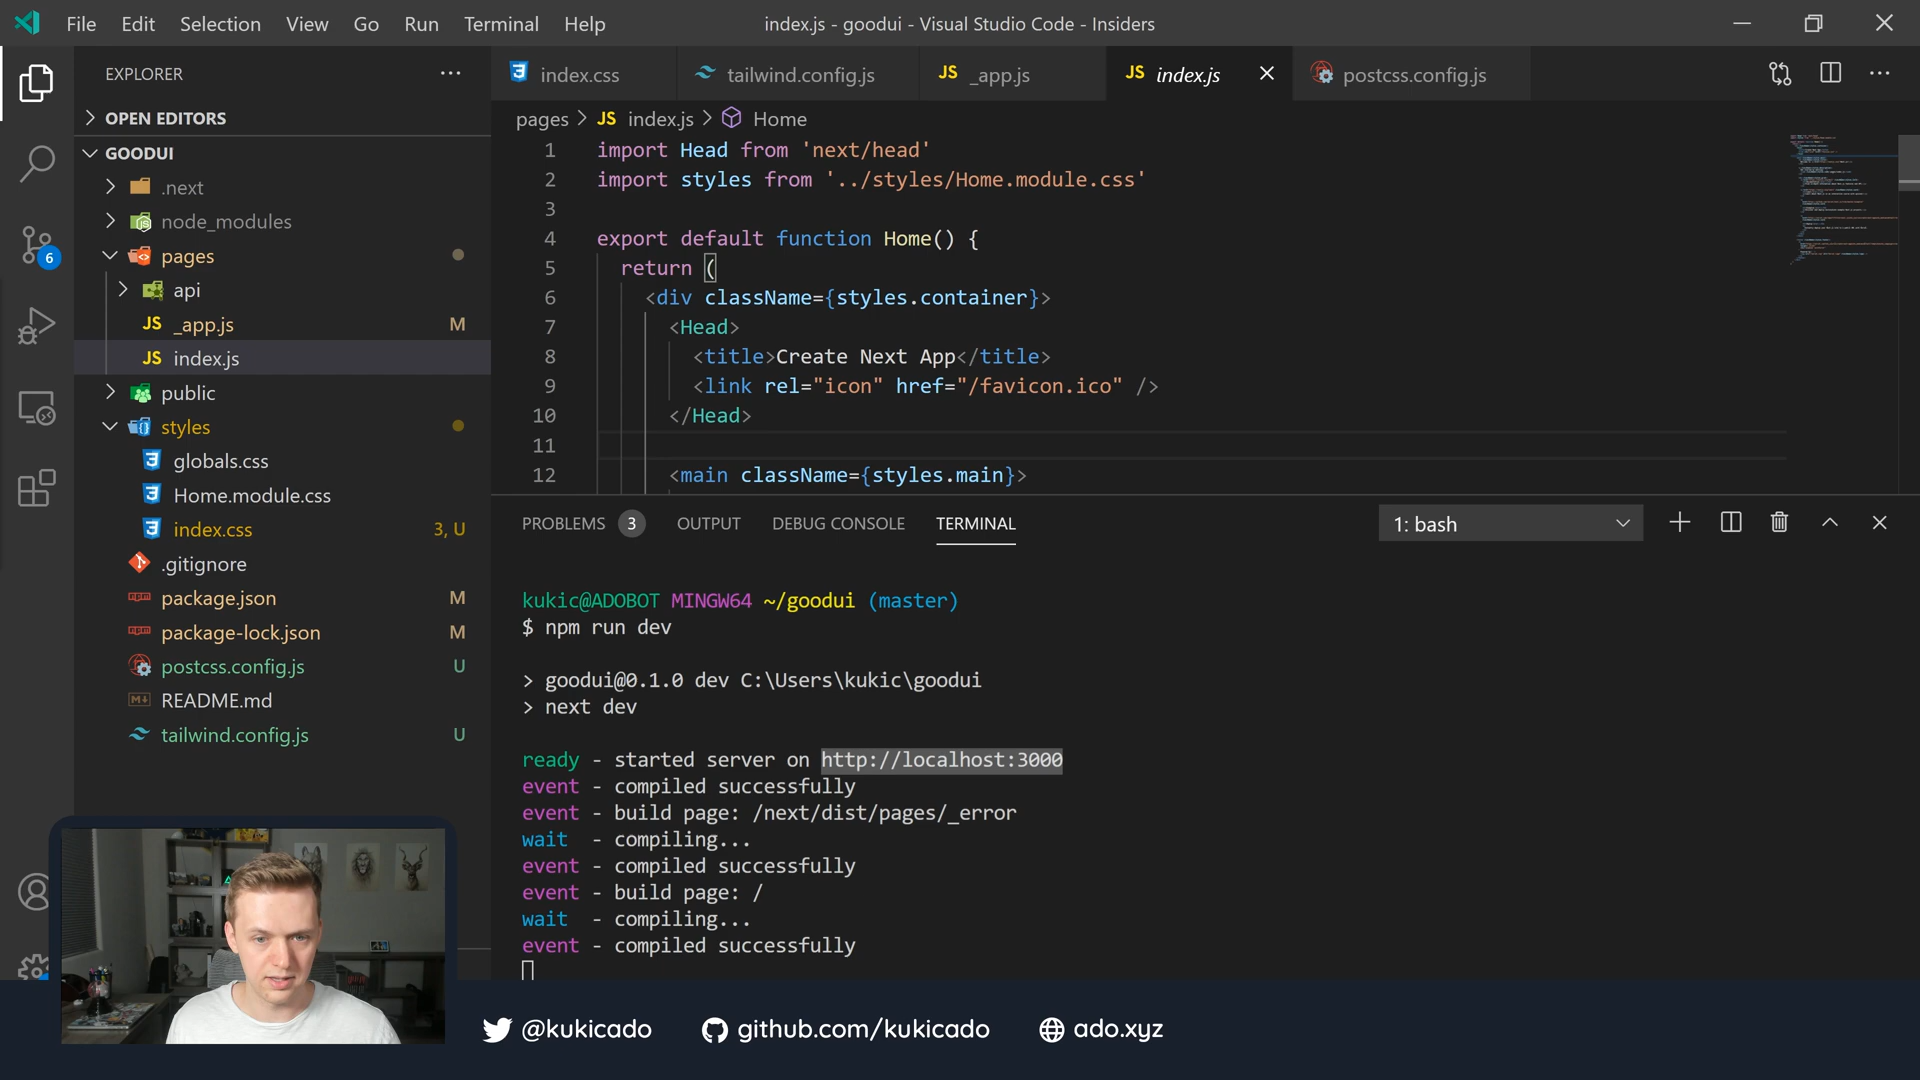 File Edit Selection View Go Run Terminal Help
index.js - goodui - Visual Studio Code - Insiders
EXPLORER
OPEN EDITORS
GOODUI
.next
node_modules
pages
api
JS _app.js M
JS index.js
public
styles
globals.css
Home.module.css
index.css 3, U
.gitignore
package.json M
package-lock.json M
postcss.config.js U
README.md
tailwind.config.js U
6
index.css
tailwind.config.js
JS _app.js
JS index.js
postcss.config.js
pages > JS index.js > Home
1 import Head from 'next/head'
2 import styles from '../styles/Home.module.css'
3
4 export default function Home() {
5 return (
6 <div className={styles.container}>
7 <Head>
8 <title>Create Next App</title>
9 <link rel="icon" href="/favicon.ico" />
10 </Head>
11
12 <main className={styles.main}>
PROBLEMS 3 OUTPUT DEBUG CONSOLE TERMINAL
1: bash
kukic@ADOBOT MINGW64 ~/goodui (master)
$ npm run dev
> goodui@0.1.0 dev C:\Users\kukic\goodui
> next dev
ready - started server on http://localhost:3000
event - compiled successfully
event - build page: /next/dist/pages/_error
wait - compiling...
event - compiled successfully
event - build page: /
wait - compiling...
event - compiled successfully
@kukicado github.com/kukicado ado.xyz